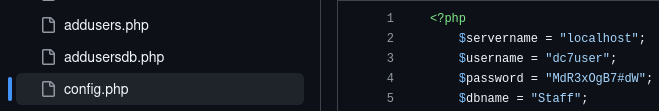 addusers.php
addusersdb.php
config.php
1 <?php
2 $servername = "localhost";
3 $username = "dc7user";
4 $password = "MdR3xOgB7#dW";
5 $dbname = "Staff";